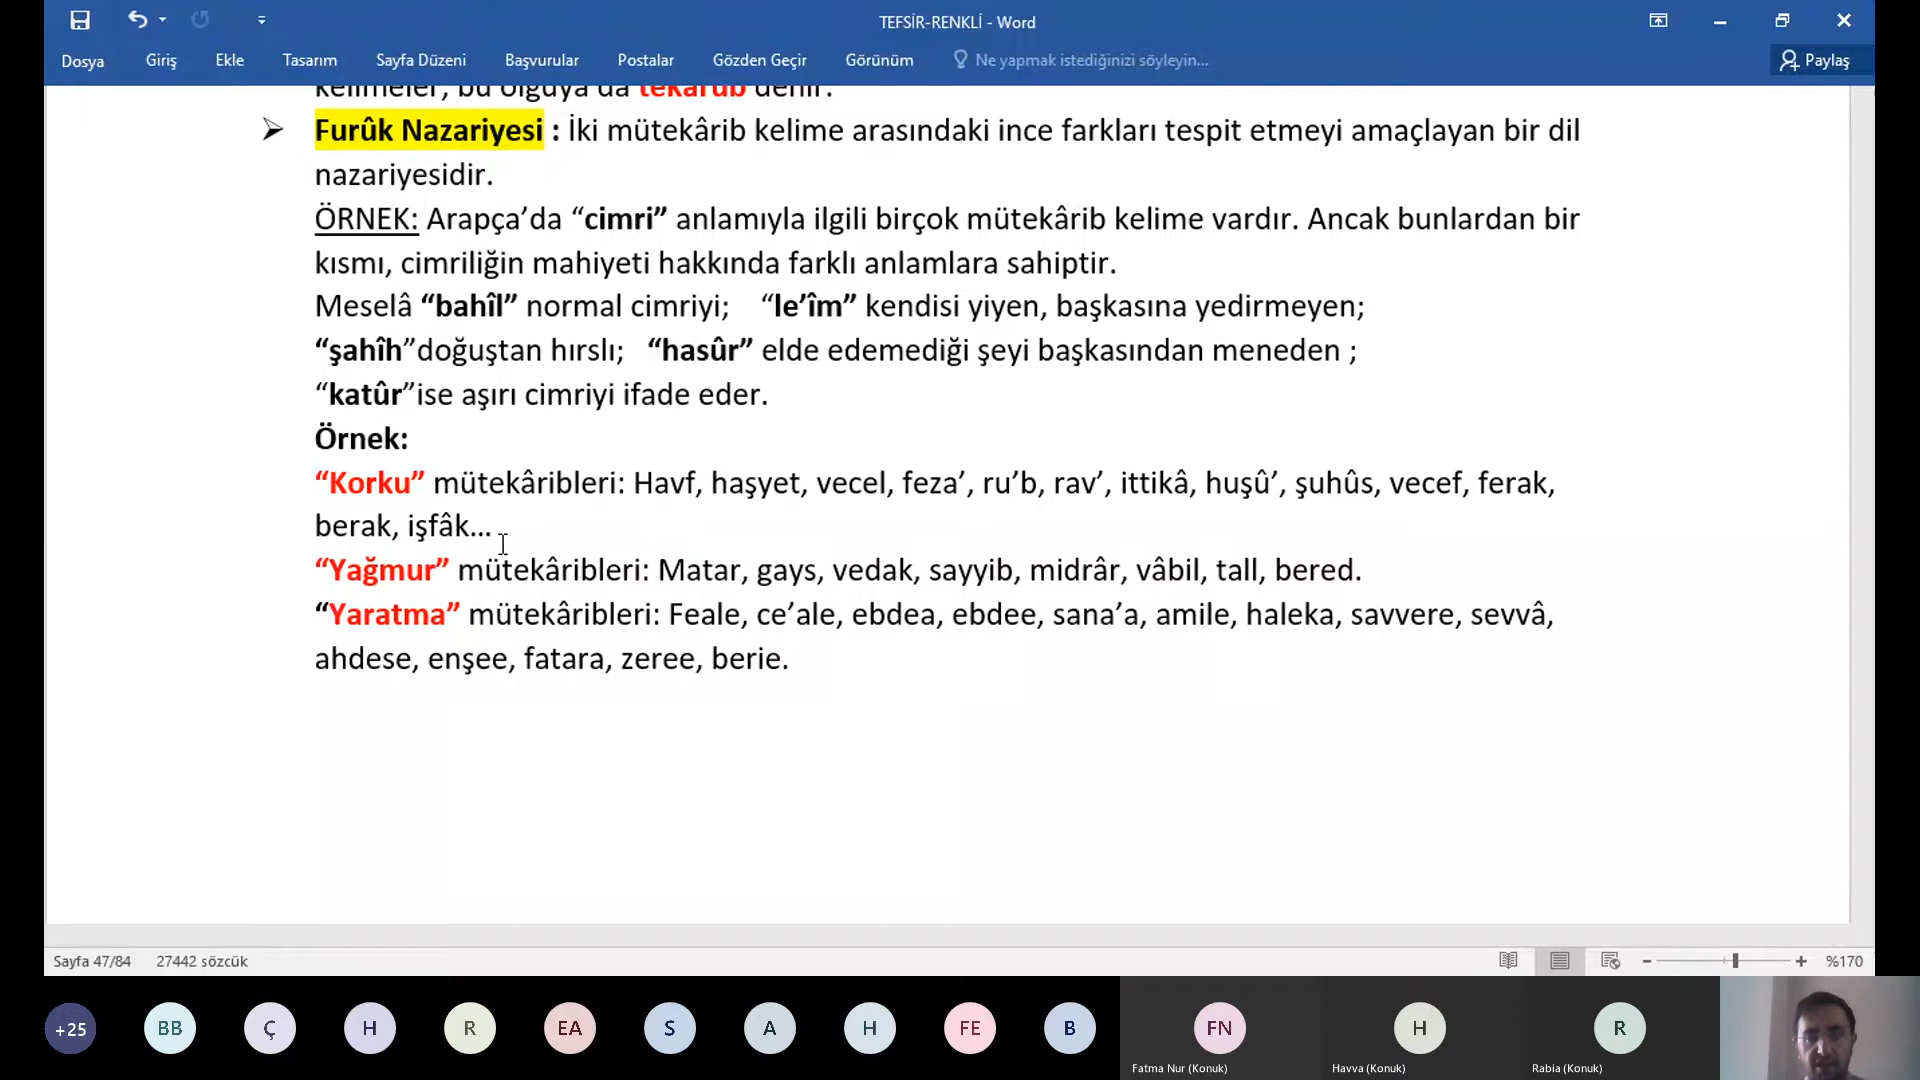 TEFSİR-RENKLİ - Word
Dosya Giriş Ekle Tasarım Sayfa Düzeni Başvurular Postalar Gözden Geçir Görünüm Ne yapmak istediğinizi söyleyin... Paylaş
kelimeler, bu olguya da tekârub denir.
➢ Furûk Nazariyesi : İki mütekârib kelime arasındaki ince farkları tespit etmeyi amaçlayan bir dil
nazariyesidir.
ÖRNEK: Arapça’da “cimri” anlamıyla ilgili birçok mütekârib kelime vardır. Ancak bunlardan bir
kısmı, cimriliğin mahiyeti hakkında farklı anlamlara sahiptir.
Meselâ “bahîl” normal cimriyi; “le’îm” kendisi yiyen, başkasına yedirmeyen;
“şahîh”doğuştan hırslı; “hasûr” elde edemediği şeyi başkasından meneden ;
“katûr”ise aşırı cimriyi ifade eder.
Örnek:
“Korku” mütekâribleri: Havf, haşyet, vecel, feza’, ru’b, rav’, ittikâ, huşû’, şuhûs, vecef, ferak,
berak, işfâk…
“Yağmur” mütekâribleri: Matar, gays, vedak, sayyib, midrâr, vâbil, tall, bered.
“Yaratma” mütekâribleri: Feale, ce’ale, ebdea, ebdee, sana’a, amile, haleka, savvere, sevvâ,
ahdese, enşee, fatara, zeree, berie.
Sayfa 47/84 27442 sözcük %170
+25 BB Ç H R EA S A H FE B FN H R
Fatma Nur (Konuk) Havva (Konuk) Rabia (Konuk)